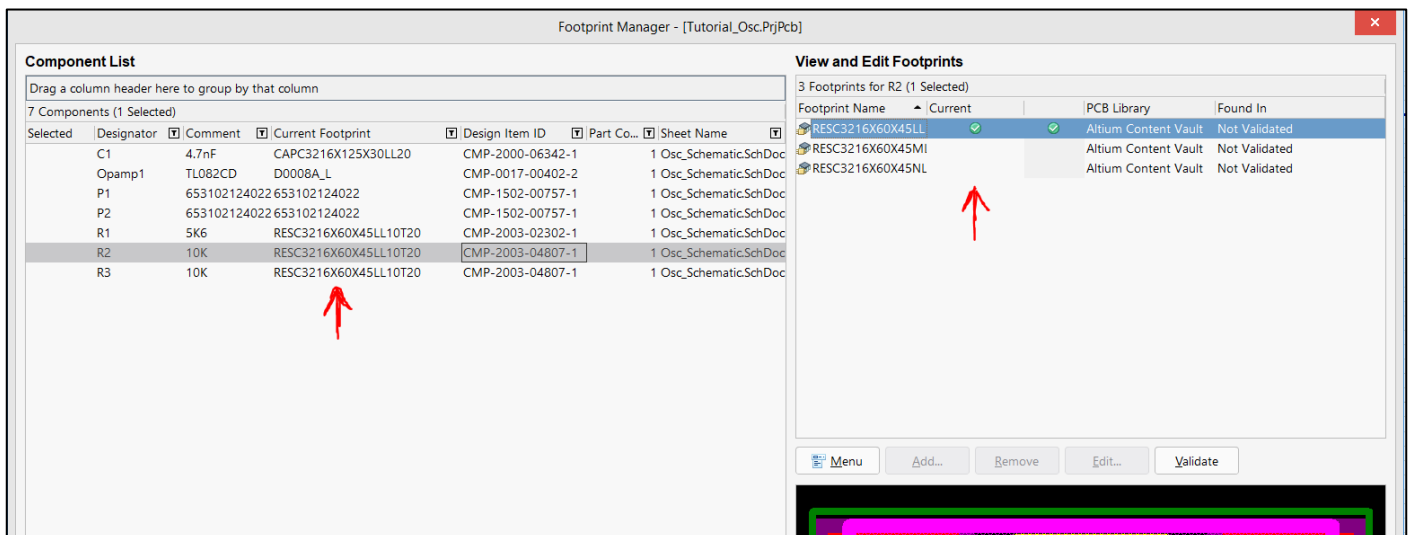 Footprint Manager - [Tutorial_Osc.PrjPcb]
Component List
Drag a column header here to group by that column
7 Components (1 Selected)
Selected Designator Comment Current Footprint Design Item ID Part Co... Sheet Name
C1 4.7nF CAPC3216X125X30LL20 CMP-2000-06342-1 1 Osc_Schematic.SchDoc
Opamp1 TL082CD D0008A_L CMP-0017-00402-2 1 Osc_Schematic.SchDoc
P1 653102124022 653102124022 CMP-1502-00757-1 1 Osc_Schematic.SchDoc
P2 653102124022 653102124022 CMP-1502-00757-1 1 Osc_Schematic.SchDoc
R1 5K6 RESC3216X60X45LL10T20 CMP-2003-02302-1 1 Osc_Schematic.SchDoc
R2 10K RESC3216X60X45LL10T20 CMP-2003-04807-1 1 Osc_Schematic.SchDoc
R3 10K RESC3216X60X45LL10T20 CMP-2003-04807-1 1 Osc_Schematic.SchDoc
View and Edit Footprints
3 Footprints for R2 (1 Selected)
Footprint Name Current PCB Library Found In
RESC3216X60X45LL Altium Content Vault Not Validated
RESC3216X60X45MI Altium Content Vault Not Validated
RESC3216X60X45NL Altium Content Vault Not Validated
Menu Add... Remove Edit... Validate